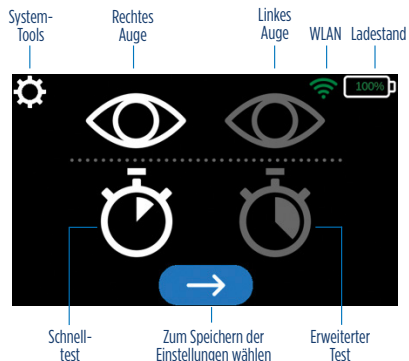 System-
Tools
Rechtes
Auge
Linkes
Auge
WLAN
Ladestand
100%
Schnell-
test
Zum Speichern der
Einstellungen wählen
Erweiterter
Test